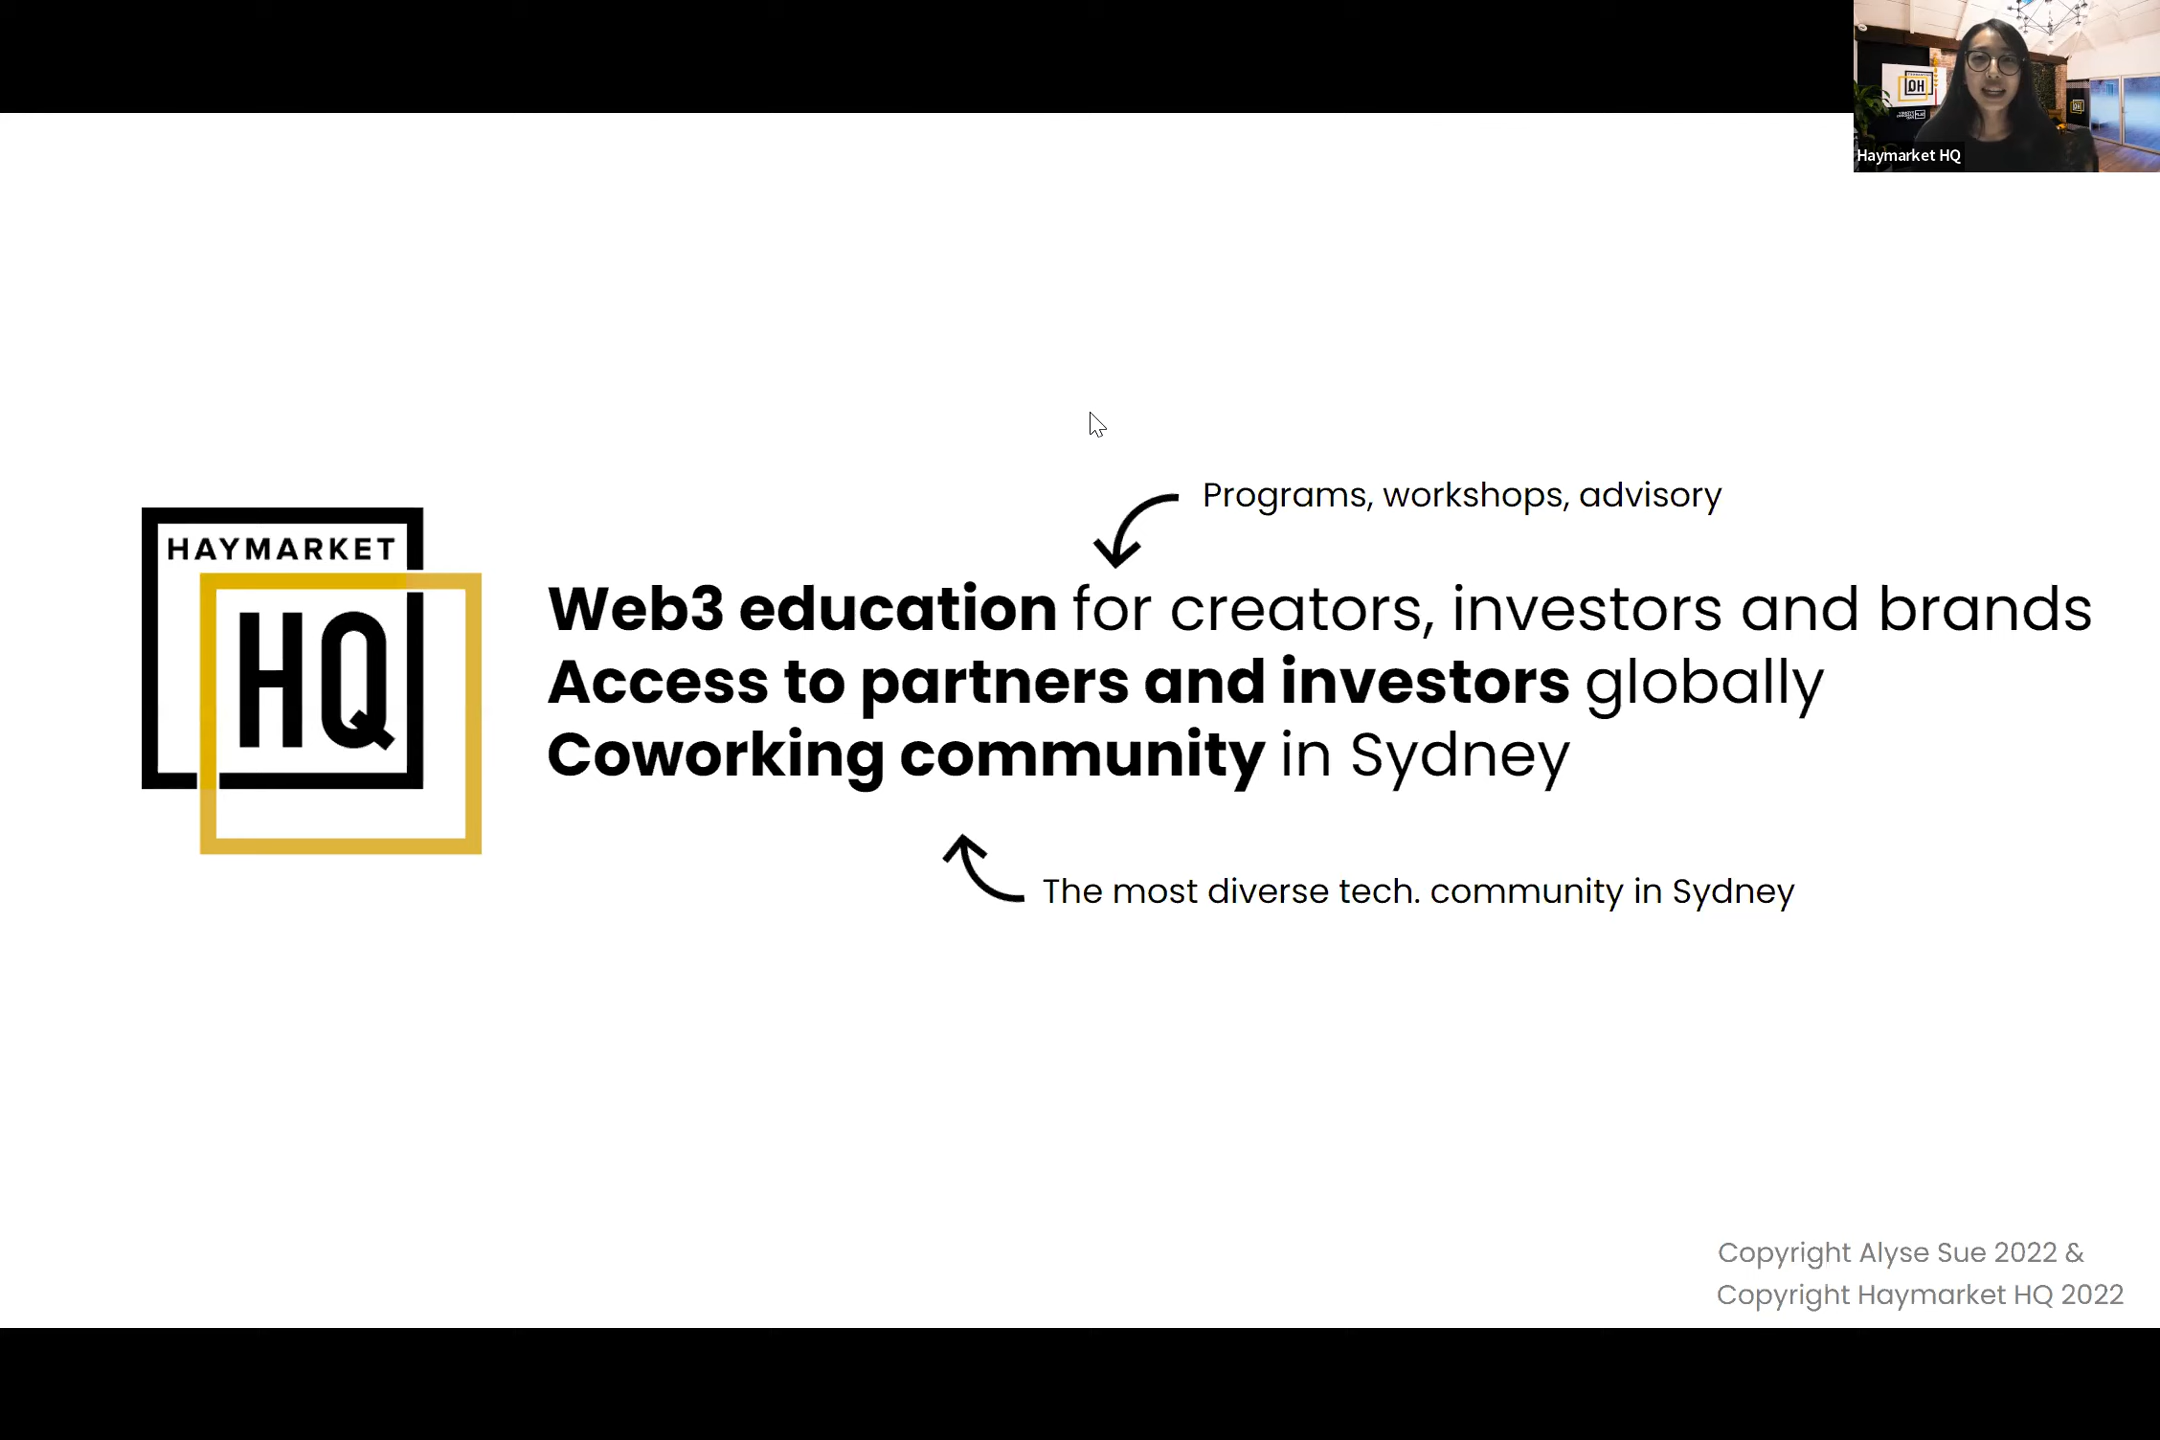 Haymarket HQ
Programs, workshops, advisory
HAYMARKET
HQ
Web3 education for creators, investors and brands
Access to partners and investors globally
Coworking community in Sydney
The most diverse tech. community in Sydney
Copyright Alyse Sue 2022 &
Copyright Haymarket HQ 2022